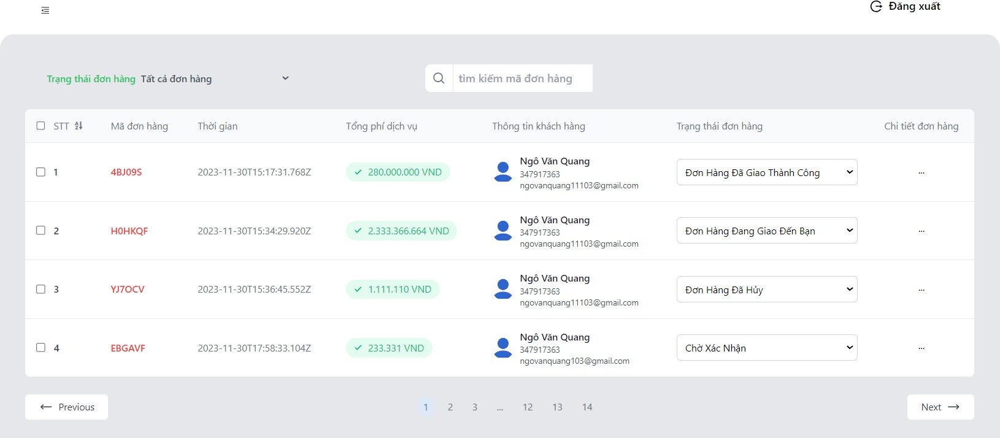 Đăng xuất
Trạng thái đơn hàng Tất cả đơn hàng
tìm kiếm mã đơn hàng
STT Mã đơn hàng Thời gian Tổng phí dịch vụ Thông tin khách hàng Trạng thái đơn hàng Chi tiết đơn hàng
1 4BJ09S 2023-11-30T15:17:31.768Z 280.000.000 VND Ngô Văn Quang
347917363
ngovanquang11103@gmail.com
Đơn Hàng Đã Giao Thành Công ...
2 H0HKQF 2023-11-30T15:34:29.920Z 2.333.366.664 VND Ngô Văn Quang
347917363
ngovanquang11103@gmail.com
Đơn Hàng Đang Giao Đến Bạn ...
3 YJ7OCV 2023-11-30T15:36:45.552Z 1.111.110 VND Ngô Văn Quang
347917363
ngovanquang11103@gmail.com
Đơn Hàng Đã Hủy ...
4 EBGAVF 2023-11-30T17:58:33.104Z 233.331 VND Ngô Văn Quang
347917363
ngovanquang103@gmail.com
Chờ Xác Nhận ...
Previous 1 2 3 ... 12 13 14 Next